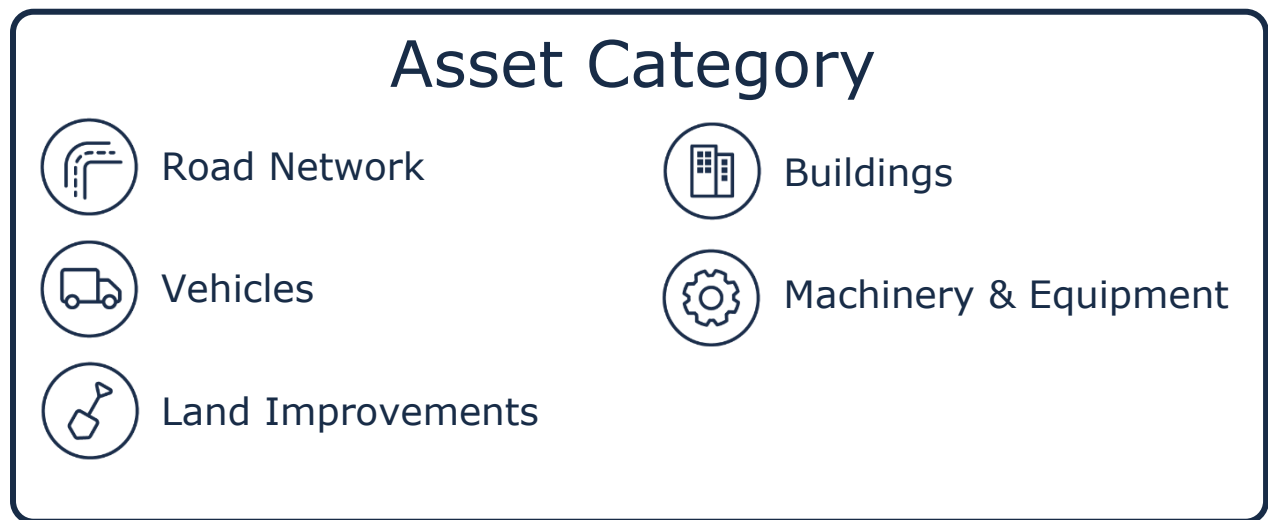 Asset Category
Road Network
Vehicles
Land Improvements
Buildings
Machinery & Equipment